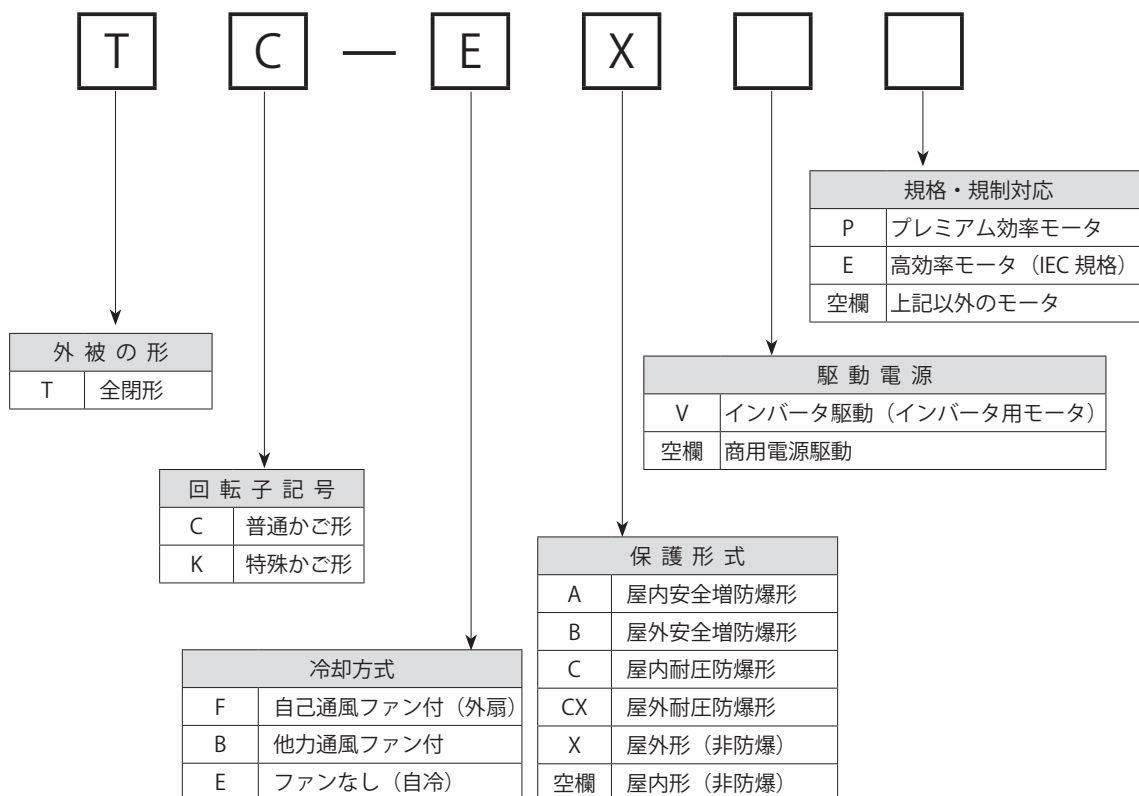 T C — E X
規格・規制対応
P プレミアム効率モータ
E 高効率モータ（IEC 規格）
空欄 上記以外のモータ
外被の形
T 全閉形
駆動電源
V インバータ駆動（インバータ用モータ）
空欄 商用電源駆動
回転子記号
C 普通かご形
K 特殊かご形
保護形式
A 屋内安全増防爆形
B 屋外安全増防爆形
C 屋内耐圧防爆形
CX 屋外耐圧防爆形
X 屋外形（非防爆）
空欄 屋内形（非防爆）
冷却方式
F 自己通風ファン付（外扇）
B 他力通風ファン付
E ファンなし（自冷）